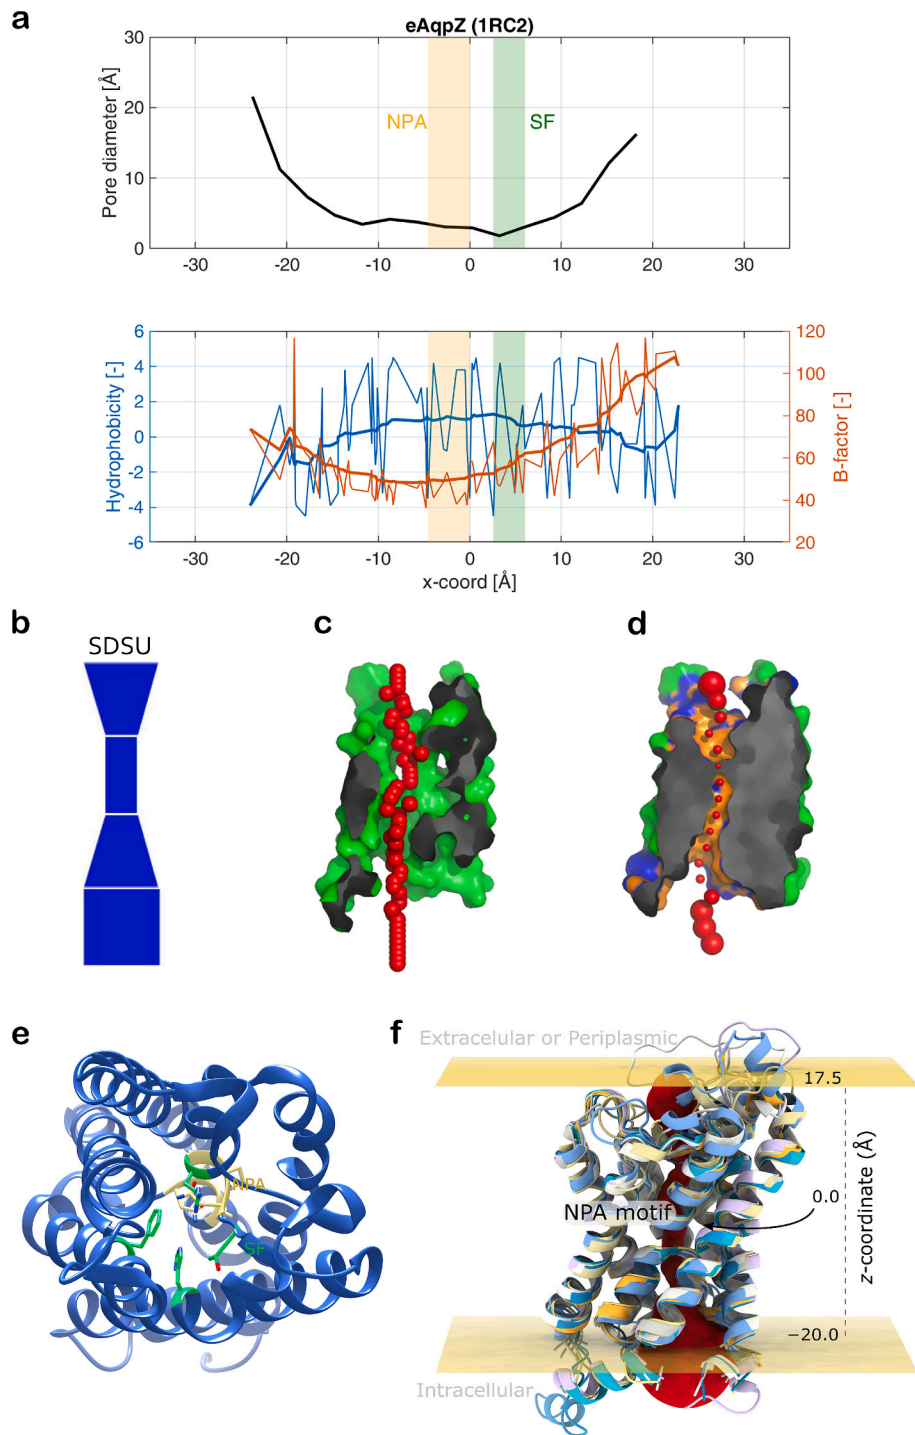 a
eAqpZ (1RC2)
30
20
10
0
Pore diameter [Å]
NPA
SF
-30 -20 -10 0 10 20 30
6
4
2
0
-2
-4
-6
Hydrophobicity [-]
120
100
80
60
40
20
B-factor [-]
-30 -20 -10 0 10 20 30
x-coord [Å]
b
SDSU
c
d
e
NPA
SF
f
Extracelular or Periplasmic
17.5
z-coordinate (Å)
0.0
NPA motif
−20.0
Intracellular